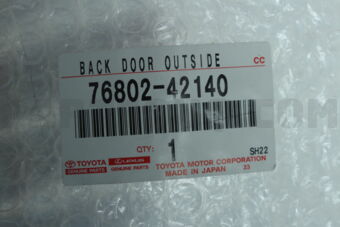 BACK DOOR OUTSIDE CC
76802-42140
QTY: 1 SH22
TOYOTA LEXUS TOYOTA MOTOR CORPORATION
GENUINE PARTS GENUINE PARTS MADE IN JAPAN 33
.COM